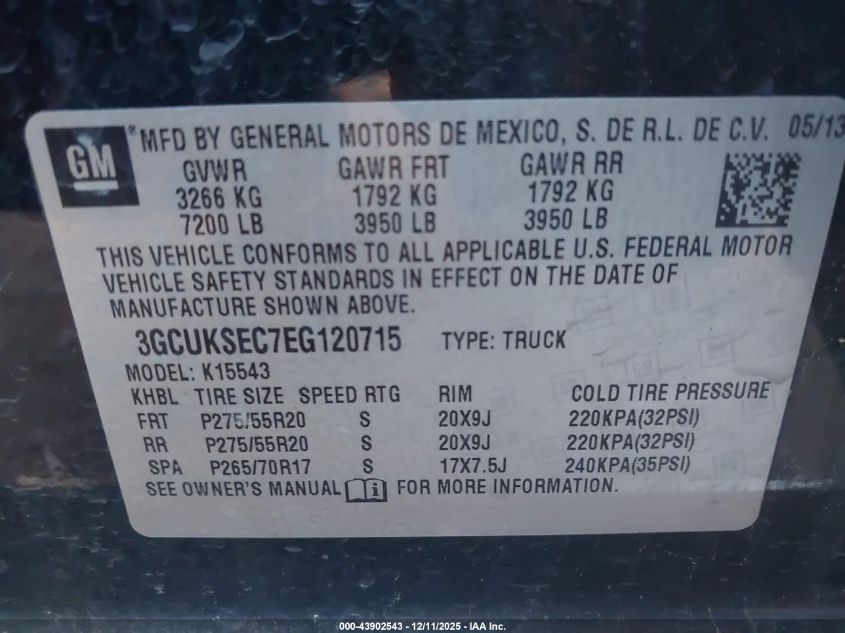 GM ® MFD BY GENERAL MOTORS DE MEXICO, S. DE R.L. DE C.V. 05/13
GVWR GAWR FRT GAWR RR
3266 KG 1792 KG 1792 KG
7200 LB 3950 LB 3950 LB
THIS VEHICLE CONFORMS TO ALL APPLICABLE U.S. FEDERAL MOTOR
VEHICLE SAFETY STANDARDS IN EFFECT ON THE DATE OF
MANUFACTURE SHOWN ABOVE.
3GCUKSEC7EG120715 TYPE: TRUCK
MODEL: K15543
KHBL TIRE SIZE SPEED RTG RIM COLD TIRE PRESSURE
FRT P275/55R20 S 20X9J 220KPA(32PSI)
RR P275/55R20 S 20X9J 220KPA(32PSI)
SPA P265/70R17 S 17X7.5J 240KPA(35PSI)
SEE OWNER'S MANUAL FOR MORE INFORMATION.
000-43902543 - 12/11/2025 - IAA Inc.